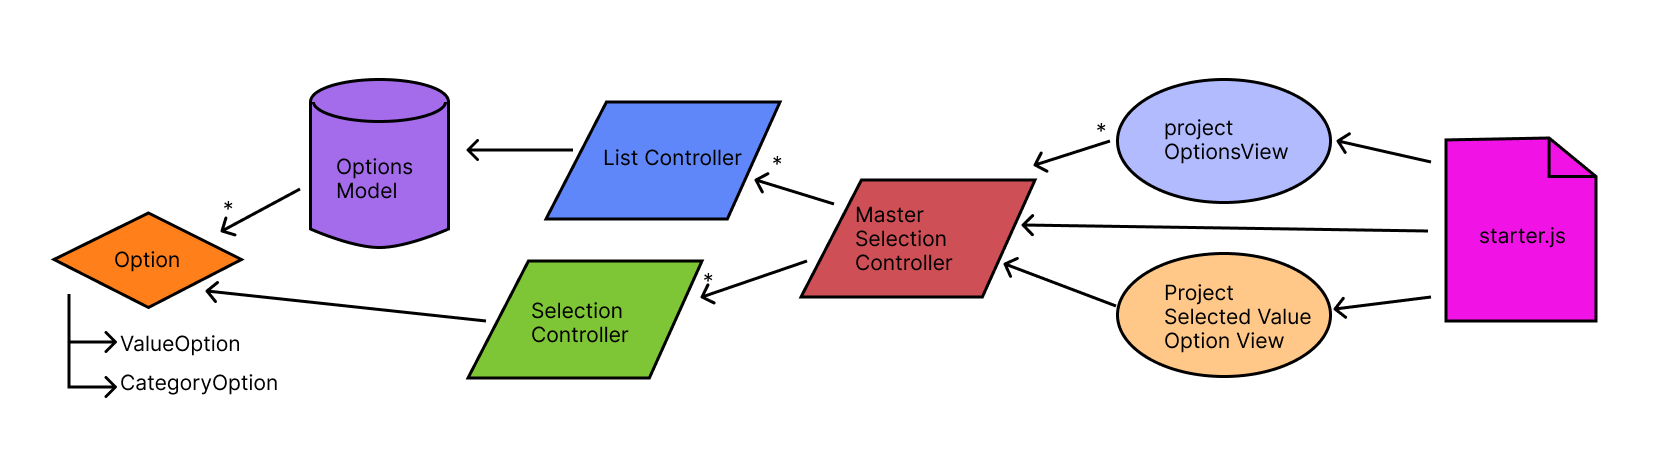 Option
ValueOption
CategoryOption
*
Options
Model
List Controller
*
Selection
Controller
*
Master
Selection
Controller
*
project
OptionsView
Project
Selected Value
Option View
starter.js